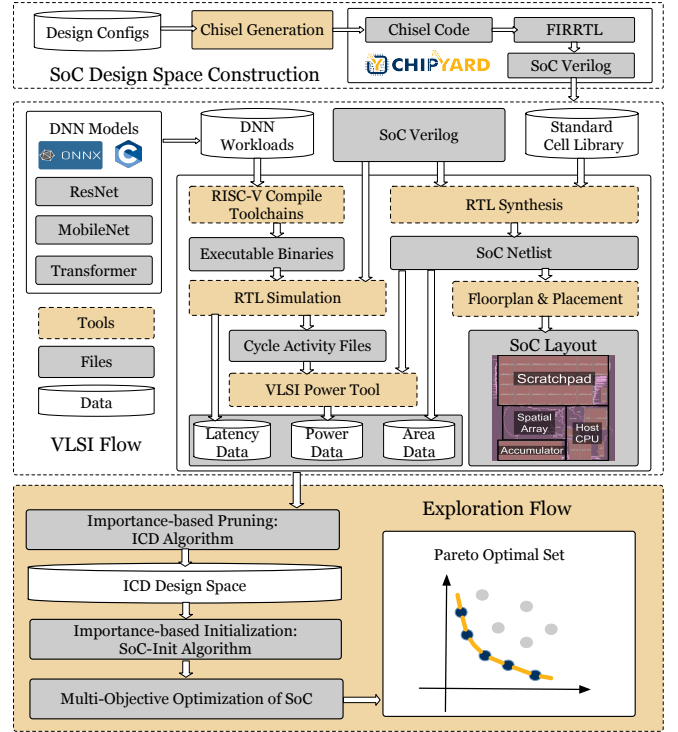 Design Configs
Chisel Generation
Chisel Code
FIRRTL
CHIPYARD
SoC Verilog
SoC Design Space Construction
DNN Models
ONNX
C
ResNet
MobileNet
Transformer
DNN
Workloads
SoC Verilog
Standard
Cell Library
RISC-V Compile
Toolchains
RTL Synthesis
Executable Binaries
SoC Netlist
RTL Simulation
Floorplan & Placement
Cycle Activity Files
VLSI Power Tool
SoC Layout
Scratchpad
Spatial
Array
Host
CPU
Accumulator
Tools
Files
Data
VLSI Flow
Latency
Data
Power
Data
Area
Data
Exploration Flow
Importance-based Pruning:
ICD Algorithm
ICD Design Space
Importance-based Initialization:
SoC-Init Algorithm
Multi-Objective Optimization of SoC
Pareto Optimal Set